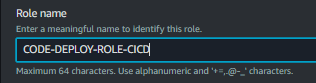 Role name
Enter a meaningful name to identify this role.
CODE-DEPLOY-ROLE-CICD
Maximum 64 characters. Use alphanumeric and '+=,.@-_' characters.